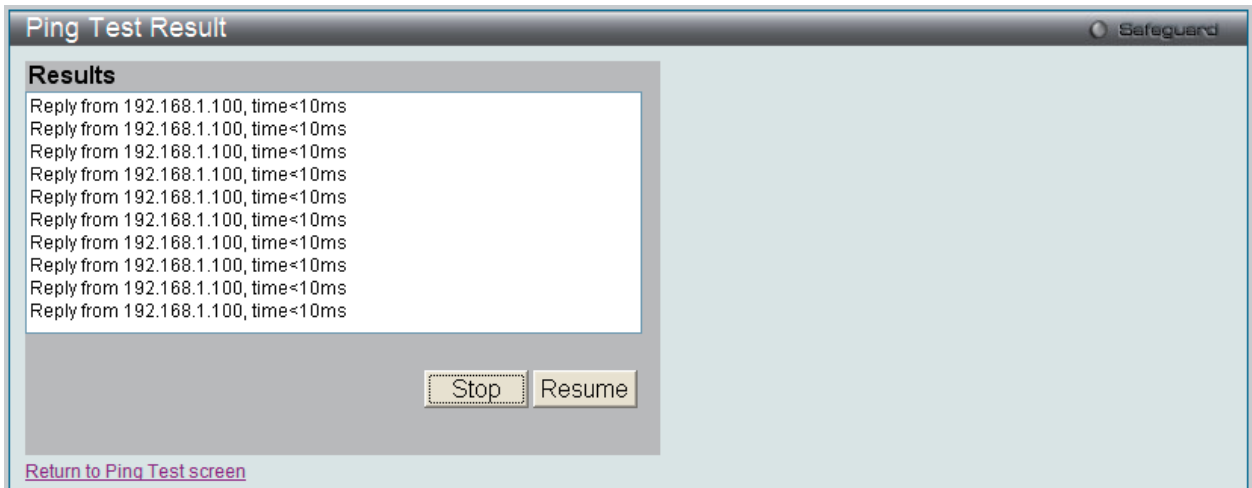 Ping Test Result
Safeguard
Results
Reply from 192.168.1.100, time<10ms
Reply from 192.168.1.100, time<10ms
Reply from 192.168.1.100, time<10ms
Reply from 192.168.1.100, time<10ms
Reply from 192.168.1.100, time<10ms
Reply from 192.168.1.100, time<10ms
Reply from 192.168.1.100, time<10ms
Reply from 192.168.1.100, time<10ms
Reply from 192.168.1.100, time<10ms
Reply from 192.168.1.100, time<10ms
Stop Resume
Return to Ping Test screen